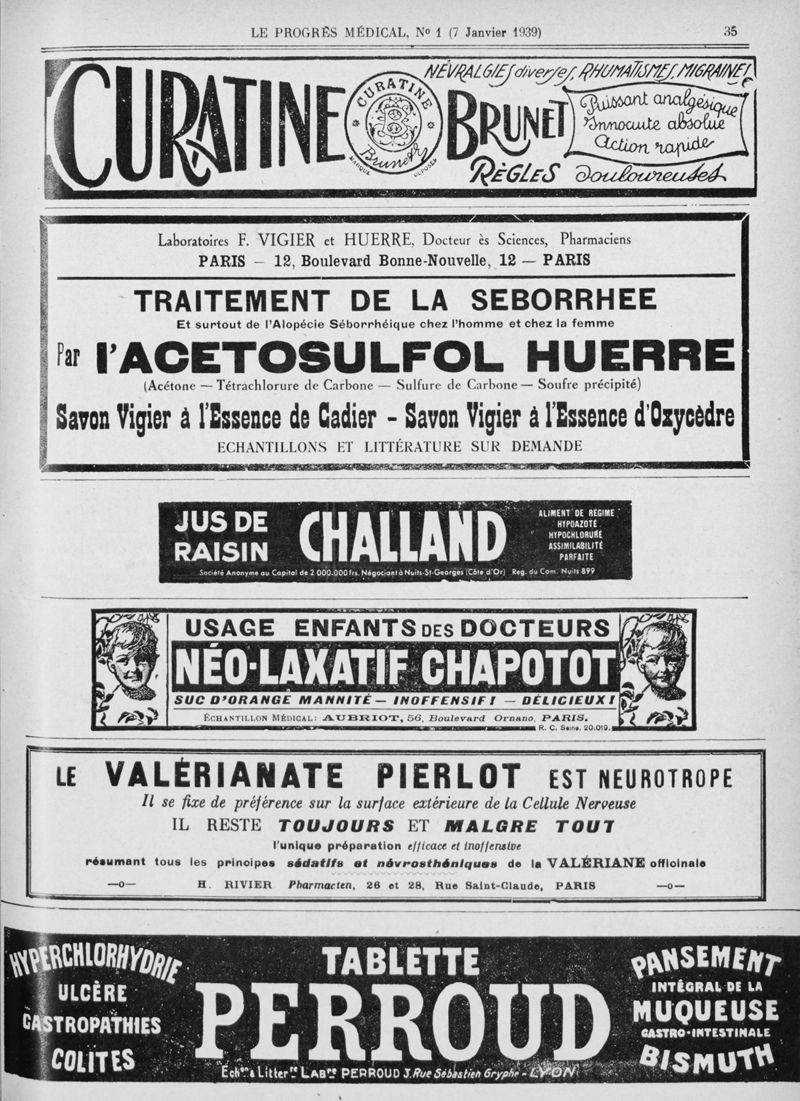 LE PROGRÈS MÉDICAL, No 1 (7 Janvier 1939) 35
NÉVRALGIES diverses, RHUMATISMES, MIGRAINES
CURATINE
CURATINE
Brunet
MARQUE DÉPOSÉE
BRUNET
Puissant analgésique
Innocuité absolue
Action rapide
RÈGLES douloureuses
Laboratoires F. VIGIER et HUERRE, Docteur ès Sciences, Pharmaciens
PARIS — 12, Boulevard Bonne-Nouvelle, 12 — PARIS
TRAITEMENT DE LA SEBORRHEE
Et surtout de l'Alopécie Séborrhéique chez l'homme et chez la femme
Par l'ACETOSULFOL HUERRE
(Acétone — Tétrachlorure de Carbone — Sulfure de Carbone — Soufre précipité)
Savon Vigier à l'Essence de Cadier - Savon Vigier à l'Essence d'Oxycèdre
ECHANTILLONS ET LITTÉRATURE SUR DEMANDE
JUS DE RAISIN
CHALLAND
ALIMENT DE RÉGIME
HYPOAZOTÉ
HYPOCHLORURÉ
ASSIMILABILITÉ
PARFAITE
Société Anonyme au Capital de 2.000.000 frs. Négociant à Nuits-St-Georges (Côte d'Or) Reg. du Com. Nuits 899
USAGE ENFANTS DES DOCTEURS
NÉO-LAXATIF CHAPOTOT
SUC D'ORANGE MANNITÉ — INOFFENSIF! — DÉLICIEUX!
ÉCHANTILLON MÉDICAL: AUBRIOT, 56, Boulevard Ornano, PARIS.
R. C. Seine, 20.019.
LE VALÉRIANATE PIERLOT EST NEUROTROPE
Il se fixe de préférence sur la surface extérieure de la Cellule Nerveuse
IL RESTE TOUJOURS ET MALGRE TOUT
l'unique préparation efficace et inoffensive
résumant tous les principes sédatifs et névrosthéniques de la VALÉRIANE officinale
—o— H. RIVIER Pharmacien, 26 et 28, Rue Saint-Claude, PARIS —o—
HYPERCHLORHYDRIE
ULCÈRE
GASTROPATHIES
COLITES
TABLETTE
PERROUD
Échons & Littere LABres PERROUD 3, Rue Sébastien Gryphe - LYON
PANSEMENT
INTÉGRAL DE LA
MUQUEUSE
GASTRO-INTESTINALE
BISMUTH